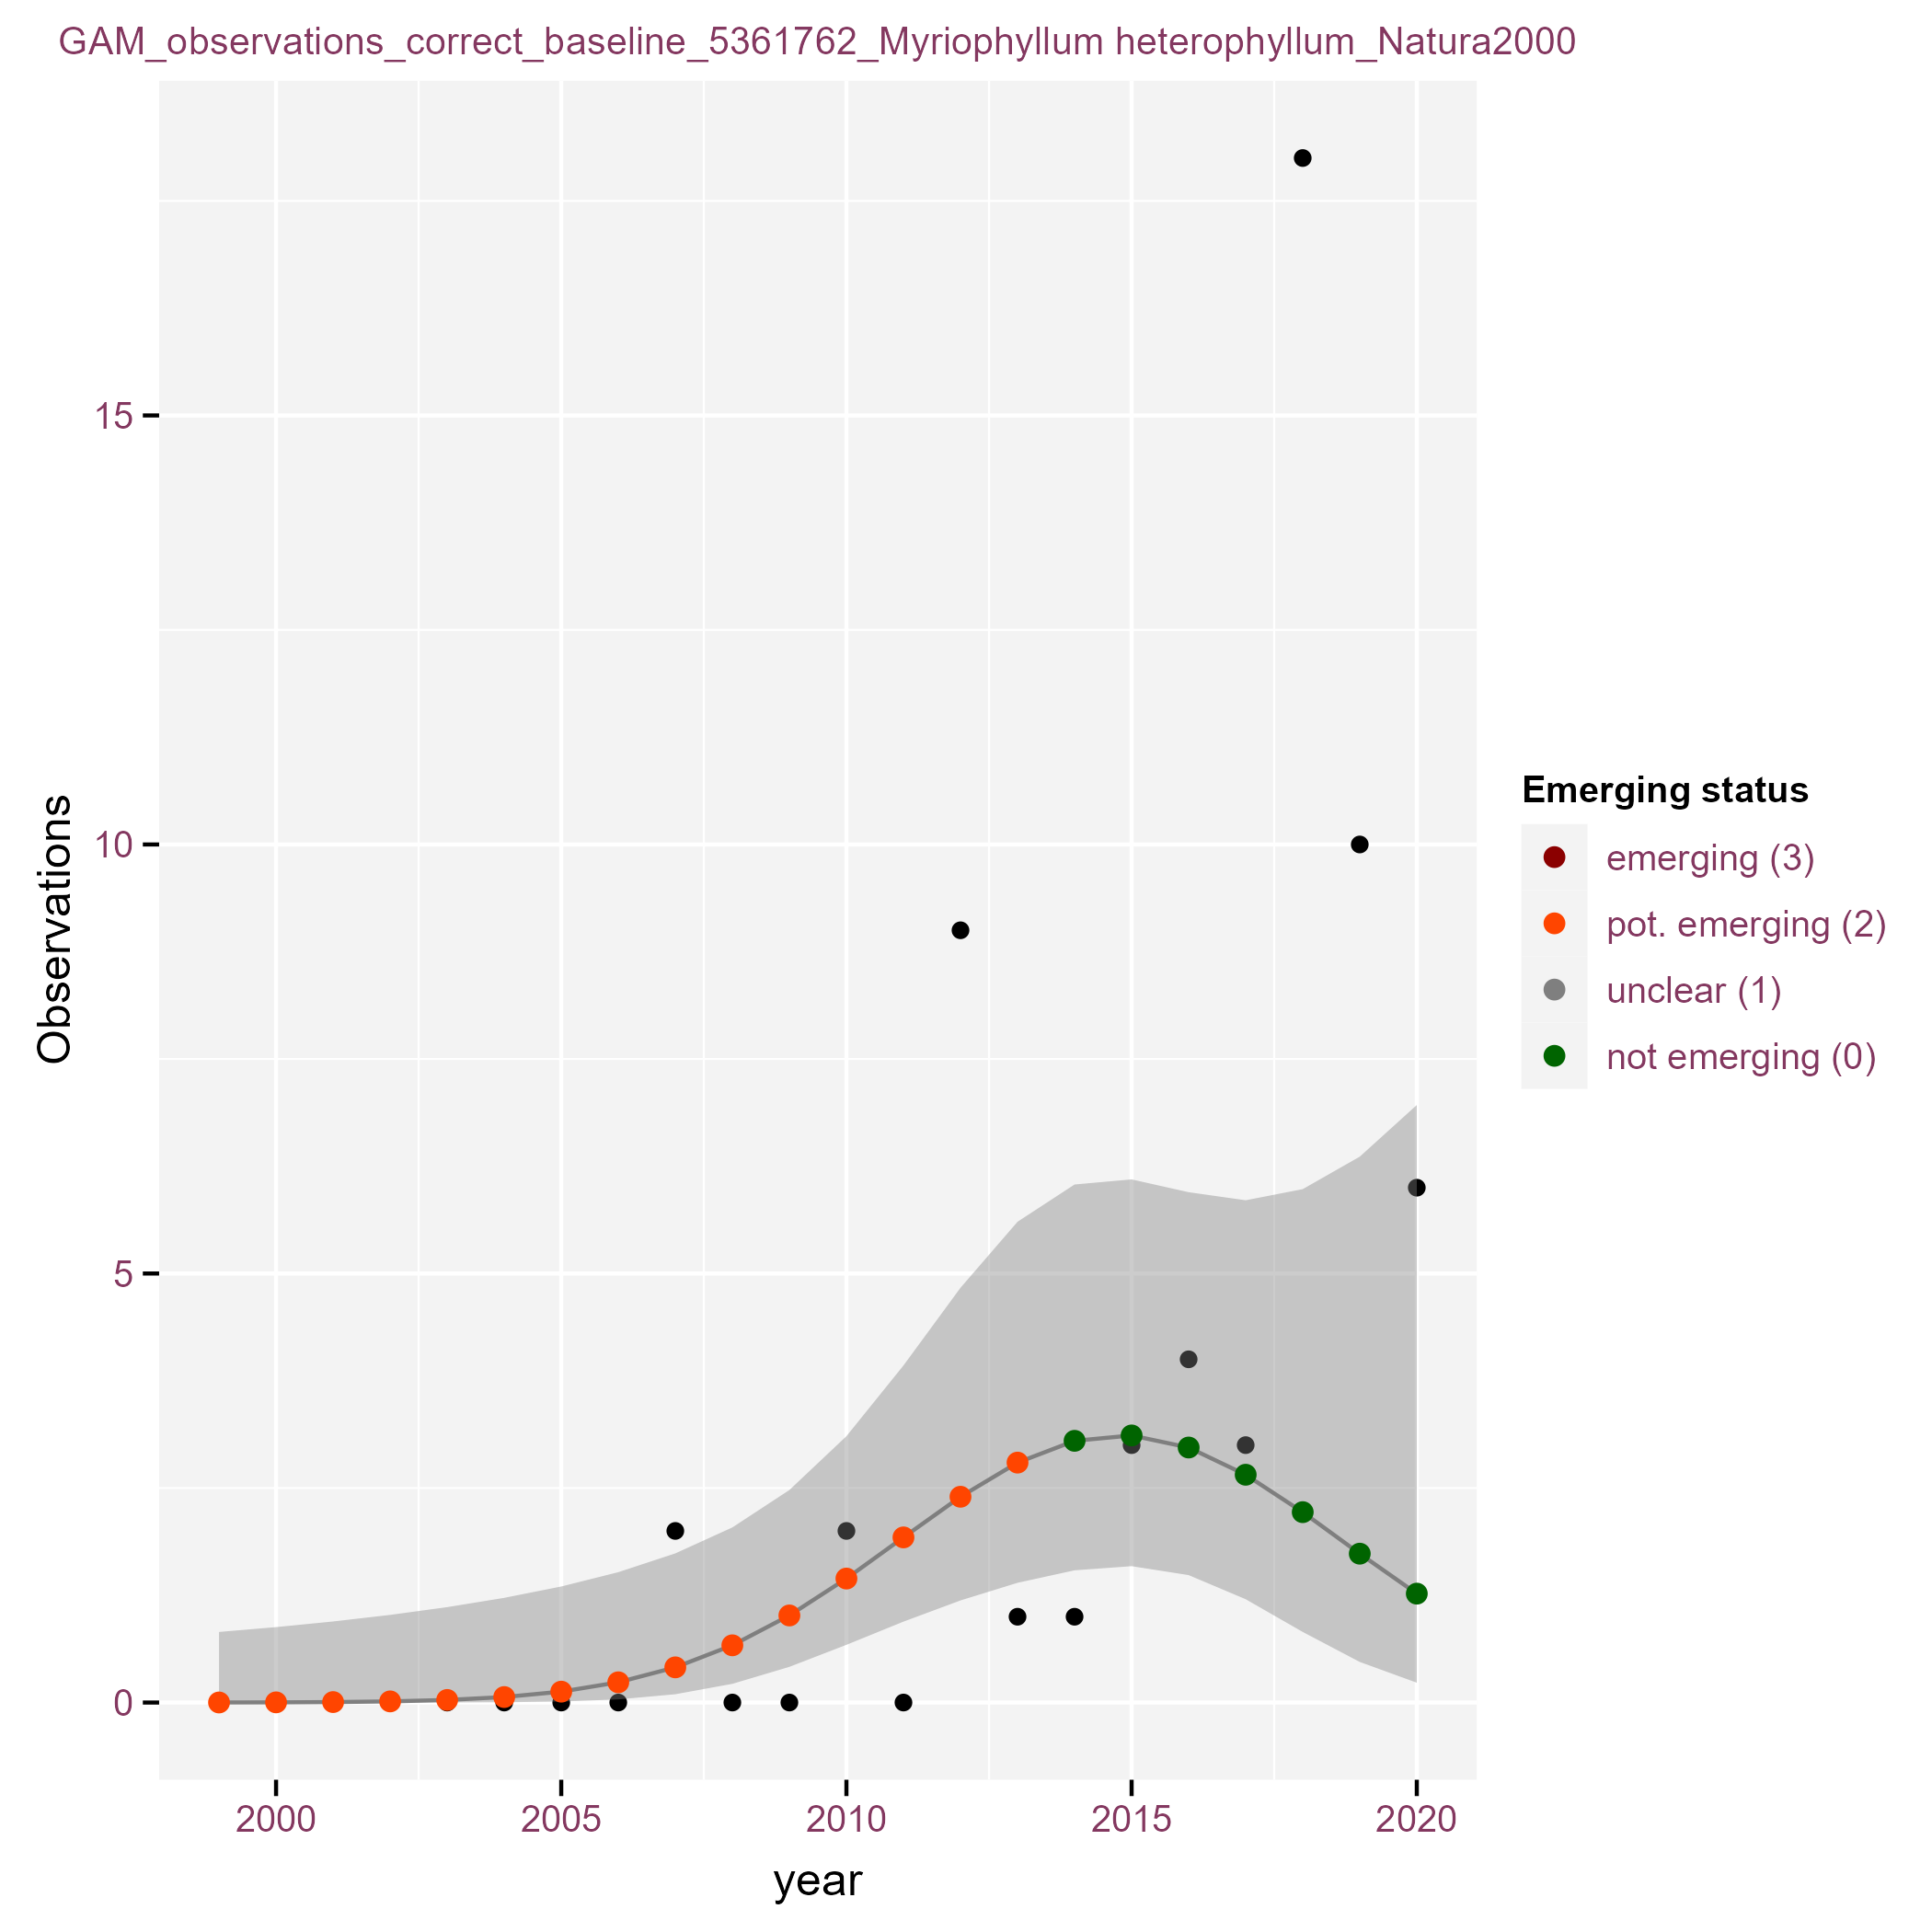 GAM_observations_correct_baseline_5361762_Myriophyllum heterophyllum_Natura2000
Observations
15
10
5
0
2000 2005 2010 2015 2020
year
Emerging status
emerging (3)
pot. emerging (2)
unclear (1)
not emerging (0)